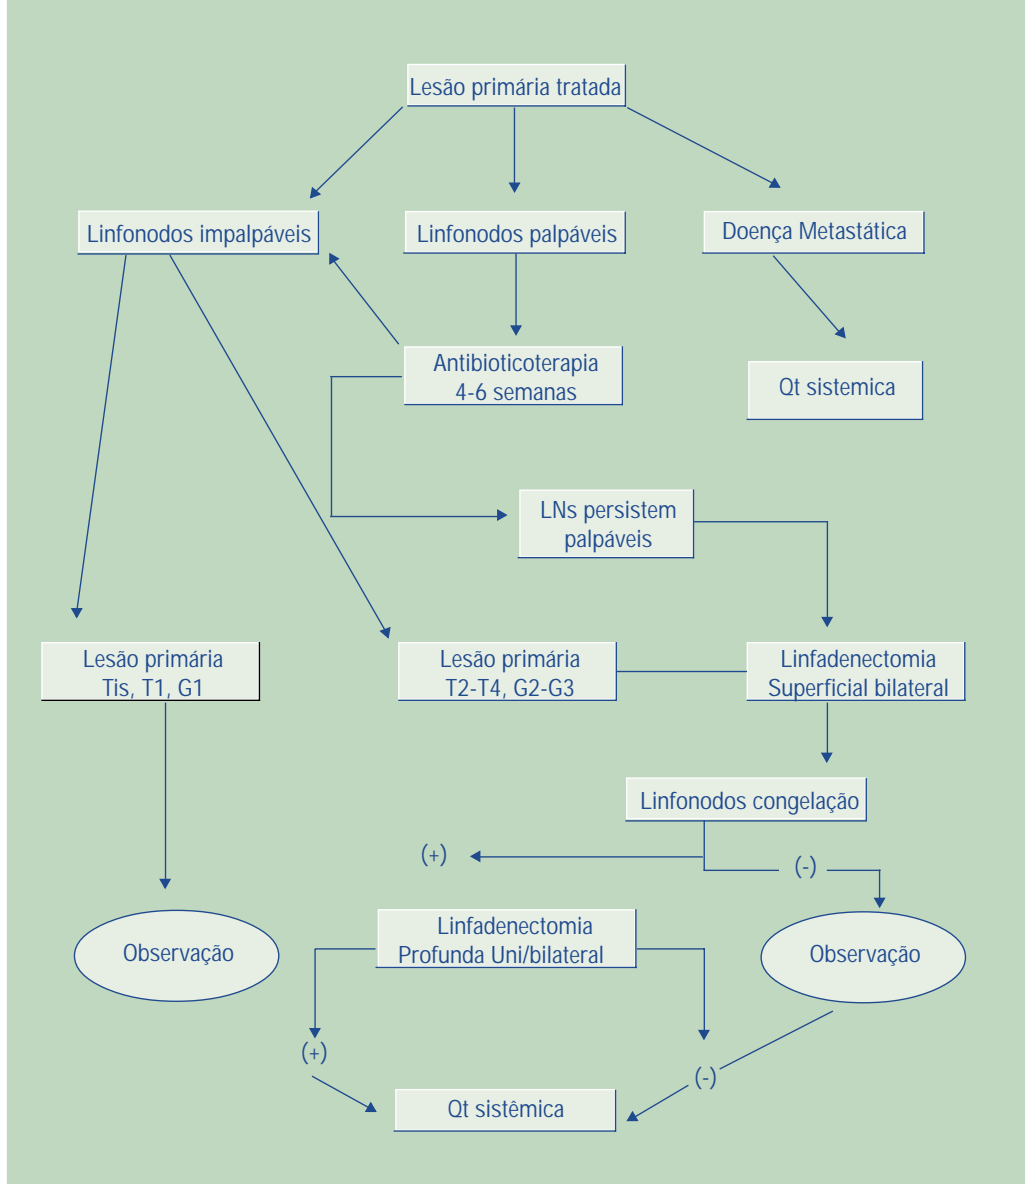 Lesão primária tratada
Linfonodos impalpáveis
Linfonodos palpáveis
Doença Metastática
Antibioticoterapia
4-6 semanas
Qt sistemica
LNs persistem
palpáveis
Lesão primária
Tis, T1, G1
Lesão primária
T2-T4, G2-G3
Linfadenectomia
Superficial bilateral
Linfonodos congelação
(+)
(-)
Observação
Linfadenectomia
Profunda Uni/bilateral
Observação
(+)
(-)
Qt sistêmica